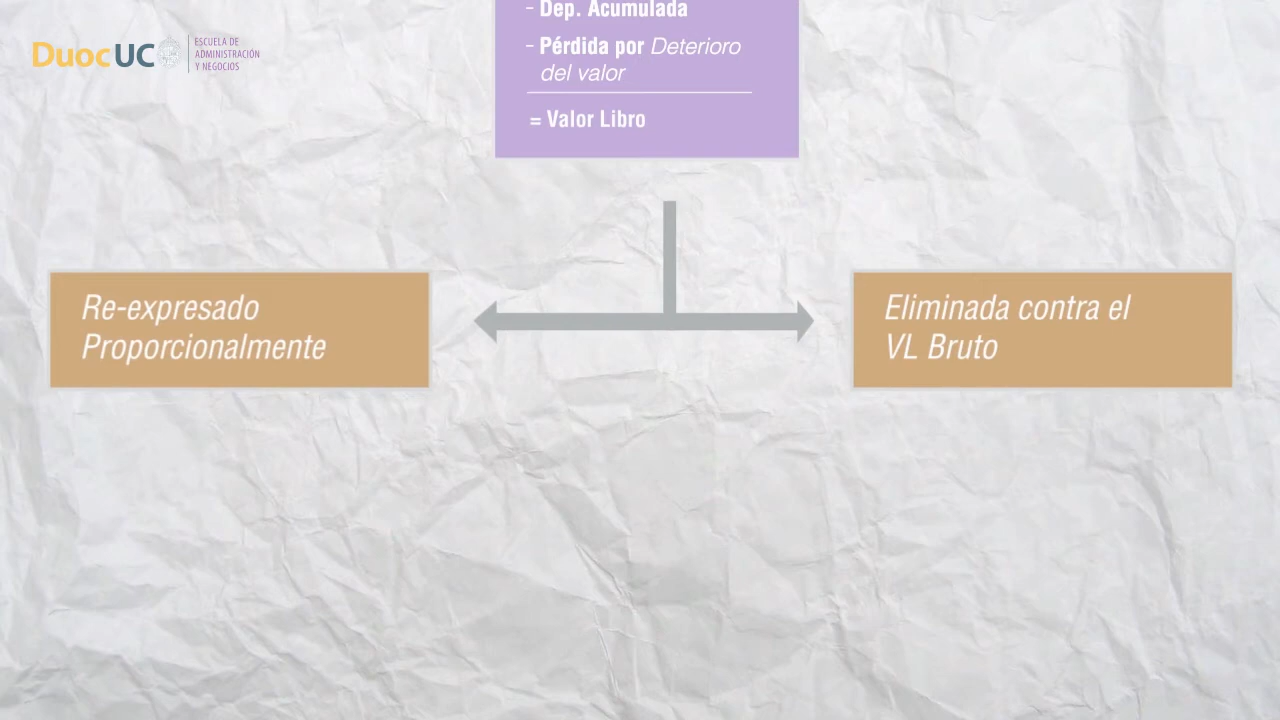 - Dep. Acumulada
DuocUC
ESCUELA DE
ADMINISTRACIÓN
Y NEGOCIOS
- Pérdida por Deterioro
del valor
= Valor Libro
Re-expresado
Proporcionalmente
Eliminada contra el
VL Bruto